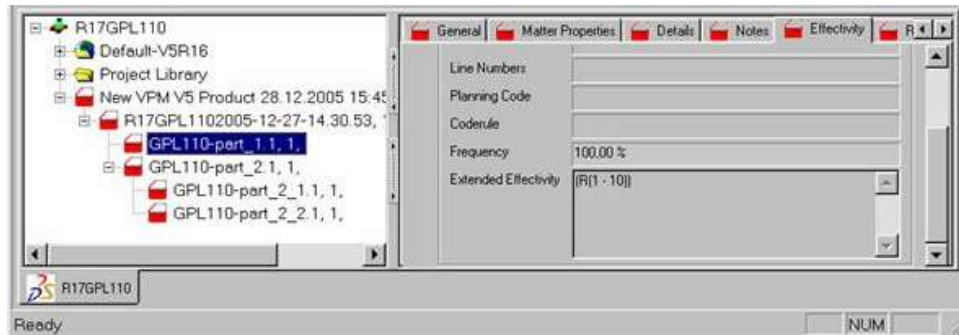 R17GPL110
Default-V5R16
Project Library
New VPM V5 Product 28.12.2005 15:45
R17GPL1102005-12-27-14.30.53,
GPL110-part_1.1, 1,
GPL110-part_2.1, 1,
GPL110-part_2_1.1, 1,
GPL110-part_2_2.1, 1,
General Matter Properties Details Notes Effectivity R
Line Numbers
Planning Code
Coderule
Frequency 100,00 %
Extended Effectivity (R(1 - 10))
R17GPL110
Ready NUM